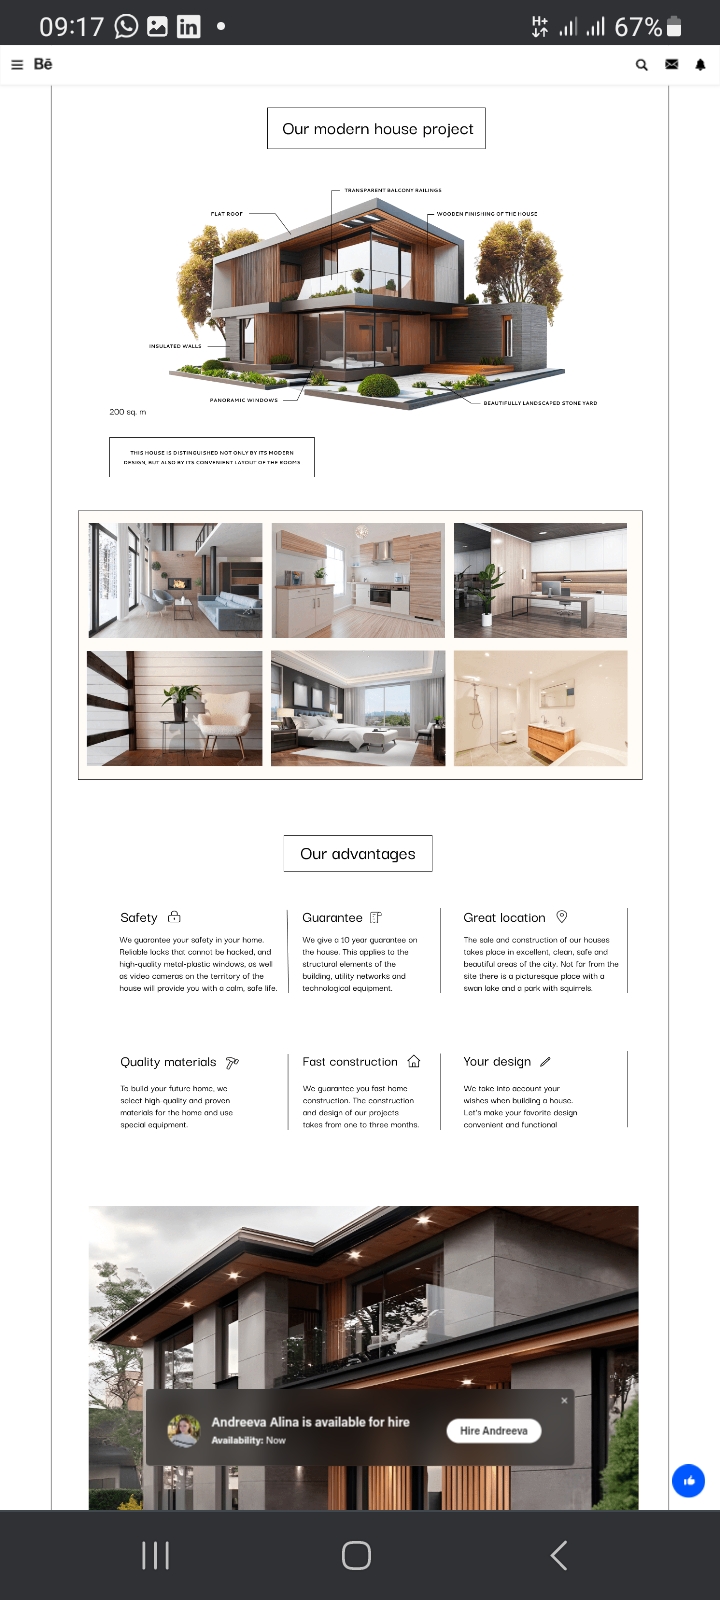 09:17
H+
67%
Bē
Our modern house project
TRANSPARENT BALCONY RAILINGS
FLAT ROOF
WOODEN FINISHING OF THE HOUSE
INSULATED WALLS
PANORAMIC WINDOWS
BEAUTIFULLY LANDSCAPED STONE YARD
200 sq. m
THIS HOUSE IS DISTINGUISHED NOT ONLY BY ITS MODERN
DESIGN, BUT ALSO BY ITS CONVENIENT LAYOUT OF THE ROOMS
Our advantages
Safety
We guarantee your safety in your home.
Reliable locks that cannot be hacked, and
high-quality metal-plastic windows, as well
as video cameras on the territory of the
house will provide you with a calm, safe life.
Guarantee
We give a 10 year guarantee on
the house. This applies to the
structural elements of the
building, utility networks and
technological equipment.
Great location
The sale and construction of our houses
takes place in excellent, clean, safe and
beautiful areas of the city. Not far from the
site there is a picturesque place with a
swan lake and a park with squirrels.
Quality materials
To build your future home, we
select high-quality and proven
materials for the home and use
special equipment.
Fast construction
We guarantee you fast home
construction. The construction
and design of our projects
takes from one to three months.
Your design
We take into account your
wishes when building a house.
Let's make your favorite design
convenient and functional
Andreeva Alina is available for hire
Availability: Now
Hire Andreeva